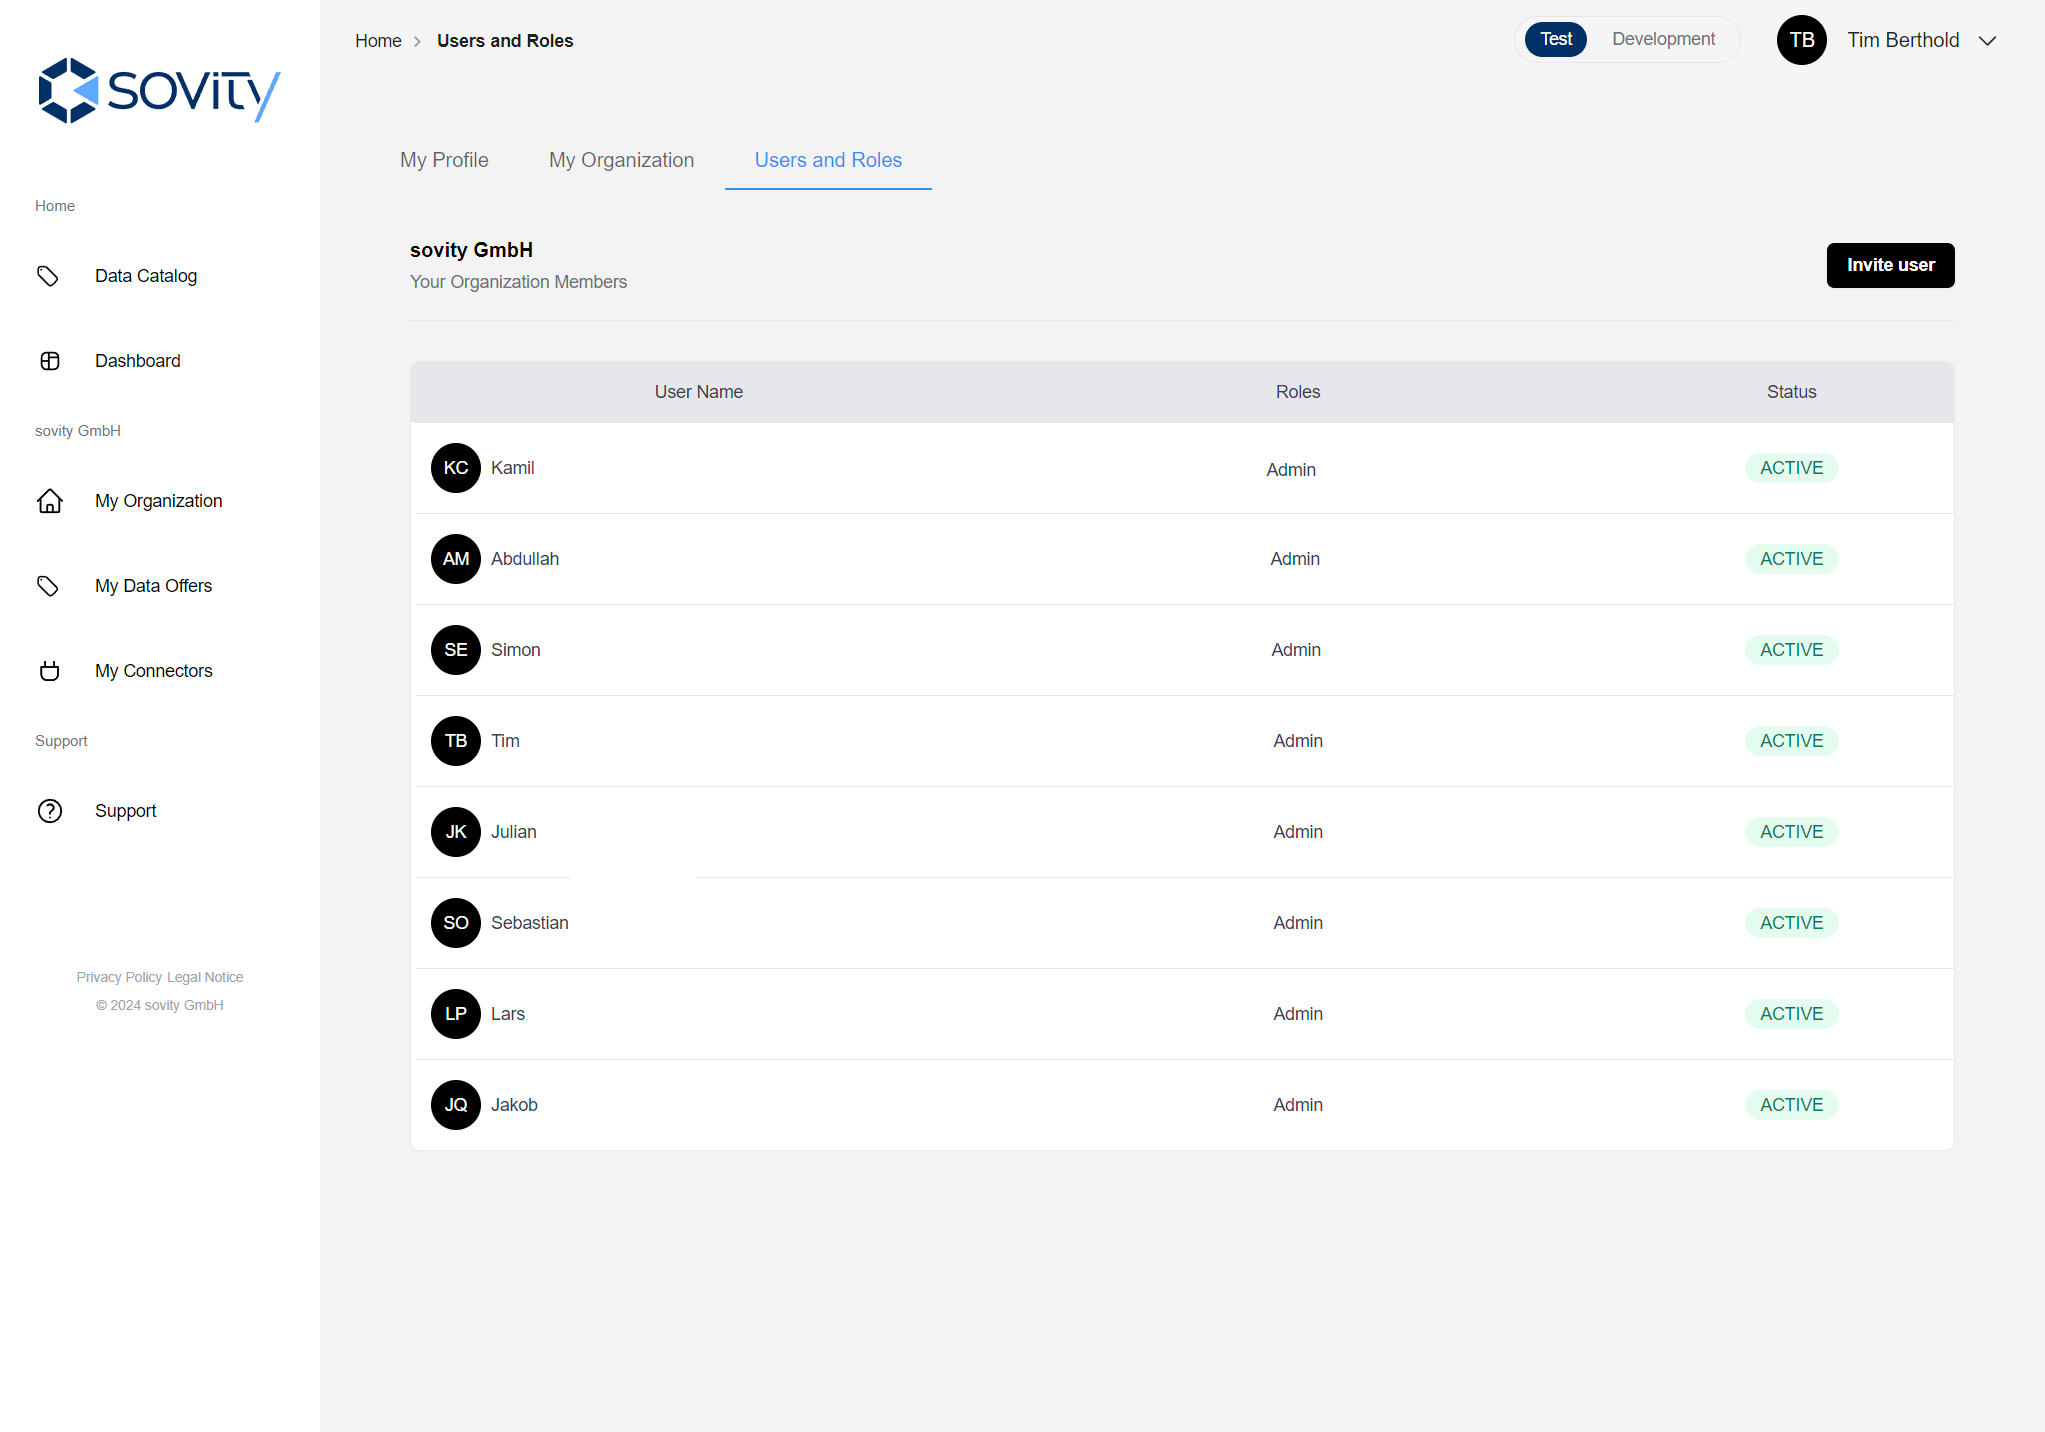 sovity
Home
Data Catalog
Dashboard
sovity GmbH
My Organization
My Data Offers
My Connectors
Support
Support
Privacy Policy Legal Notice
© 2024 sovity GmbH
Home > Users and Roles
Test Development
TB Tim Berthold
My Profile My Organization Users and Roles
sovity GmbH
Your Organization Members
Invite user
User Name Roles Status
KC Kamil Admin ACTIVE
AM Abdullah Admin ACTIVE
SE Simon Admin ACTIVE
TB Tim Admin ACTIVE
JK Julian Admin ACTIVE
SO Sebastian Admin ACTIVE
LP Lars Admin ACTIVE
JQ Jakob Admin ACTIVE